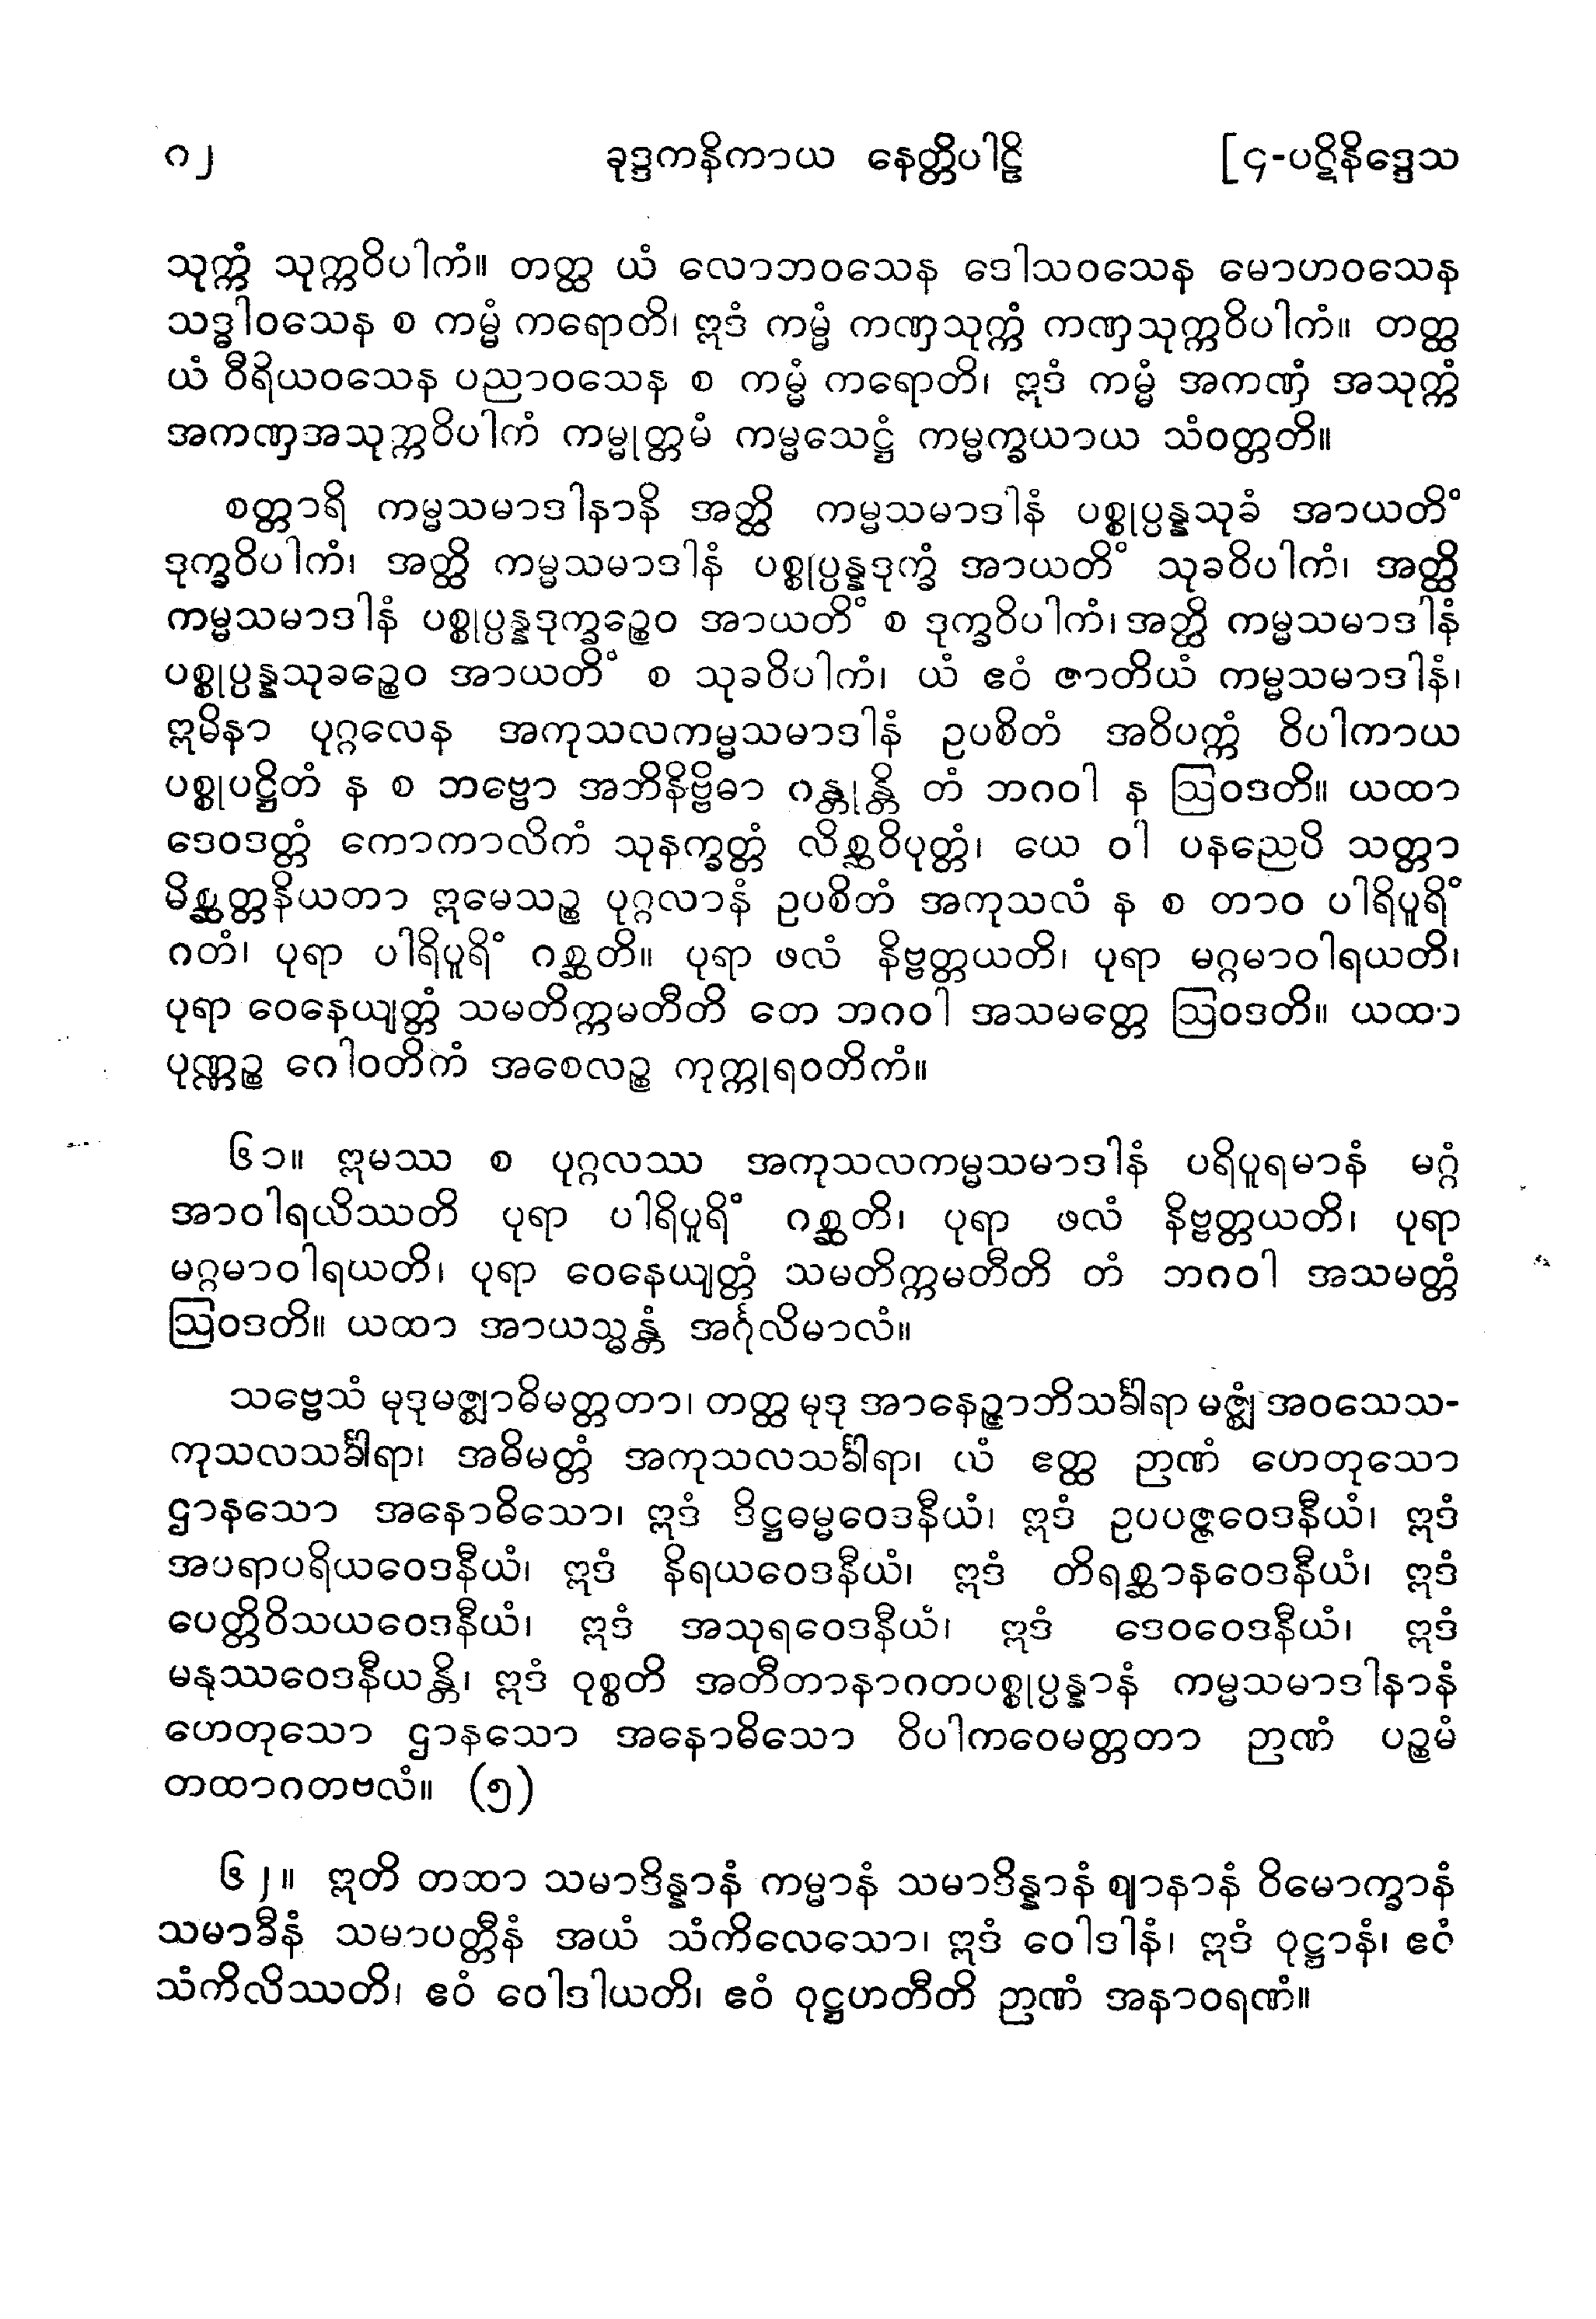 ၈၂ ခုဒ္ဒကနိကာယ နေတ္တိပါဠိ [၄-ပဋိနိဒ္ဒေသ
သုက္ကံ သုက္ကဝိပါကံ။ တတ္ထ ယံ လောဘဝသေန ဒေါသဝသေန မောဟဝသေန
သဒ္ဓါဝသေန စ ကမ္မံ ကရောတိ၊ ဣဒံ ကမ္မံ ကဏှသုက္ကံ ကဏှသုက္ကဝိပါကံ။ တတ္ထ
ယံ ဝီရိယဝသေန ပညာဝသေန စ ကမ္မံ ကရောတိ၊ ဣဒံ ကမ္မံ အကဏှံ အသုက္ကံ
အကဏှအသုက္ကဝိပါကံ ကမ္မုတ္တမံ ကမ္မသေဋ္ဌံ ကမ္မက္ခယာယ သံဝတ္တတိ။
စတ္တာရိ ကမ္မသမာဒါနာနိ အတ္ထိ ကမ္မသမာဒါနံ ပစ္စုပ္ပန္နသုခံ အာယတိံ
ဒုက္ခဝိပါကံ၊ အတ္ထိ ကမ္မသမာဒါနံ ပစ္စုပ္ပန္နဒုက္ခံ အာယတိံ သုခဝိပါကံ၊ အတ္ထိ
ကမ္မသမာဒါနံ ပစ္စုပ္ပန္နဒုက္ခဉ္စေဝ အာယတိံ စ ဒုက္ခဝိပါကံ၊ အတ္ထိ ကမ္မသမာဒါနံ
ပစ္စုပ္ပန္နသုခဉ္စေဝ အာယတိံ စ သုခဝိပါကံ၊ ယံ ဧဝံ ဇာတိယံ ကမ္မသမာဒါနံ၊
ဣမိနာ ပုဂ္ဂလေန အကုသလကမ္မသမာဒါနံ ဥပစိတံ အဝိပက္ကံ ဝိပါကာယ
ပစ္စုပဋ္ဌိတံ န စ ဘဗ္ဗော အဘိနိဗ္ဗိဓာ ဂန္တုန္တိ တံ ဘဂဝါ န ဩဝဒတိ။ ယထာ
ဒေဝဒတ္တံ ကောကာလိကံ သုနက္ခတ္တံ လိစ္ဆဝိပုတ္တံ၊ ယေ ဝါ ပနညေပိ သတ္တာ
မိစ္ဆတ္တနိယတာ ဣမေသဉ္စ ပုဂ္ဂလာနံ ဥပစိတံ အကုသလံ န စ တာဝ ပါရိပူရိံ
ဂတံ၊ ပုရာ ပါရိပူရိံ ဂစ္ဆတိ။ ပုရာ ဖလံ နိဗ္ဗတ္တယတိ၊ ပုရာ မဂ္ဂမာဝါရယတိ၊
ပုရာ ဝေနေယျတ္တံ သမတိက္ကမတီတိ တေ ဘဂဝါ အသမတ္တေ ဩဝဒတိ။ ယထာ
ပုဏ္ဏဉ္စ ဂေါဝတိကံ အစေလဉ္စ ကုက္ကုရဝတိကံ။
၆၁။ ဣမဿ စ ပုဂ္ဂလဿ အကုသလကမ္မသမာဒါနံ ပရိပူရမာနံ မဂ္ဂံ
အာဝါရယိဿတိ ပုရာ ပါရိပူရိံ ဂစ္ဆတိ၊ ပုရာ ဖလံ နိဗ္ဗတ္တယတိ၊ ပုရာ
မဂ္ဂမာဝါရယတိ၊ ပုရာ ဝေနေယျတ္တံ သမတိက္ကမတီတိ တံ ဘဂဝါ အသမတ္တံ
ဩဝဒတိ။ ယထာ အာယသ္မန္တံ အင်္ဂုလိမာလံ။
သဗ္ဗေသံ မုဒုမဇ္ဈာဓိမတ္တတာ၊ တတ္ထ မုဒု အာနေဉ္ဇာဘိသင်္ခါရာ မဇ္ဈံ အဝသေသ-
ကုသလသင်္ခါရာ၊ အဓိမတ္တံ အကုသလသင်္ခါရာ၊ ယံ ဧတ္ထ ဉာဏံ ဟေတုသော
ဌာနသော အနောဓိသော၊ ဣဒံ ဒိဋ္ဌဓမ္မဝေဒနီယံ၊ ဣဒံ ဥပပဇ္ဇဝေဒနီယံ၊ ဣဒံ
အပရာပရိယဝေဒနီယံ၊ ဣဒံ နိရယဝေဒနီယံ၊ ဣဒံ တိရစ္ဆာနဝေဒနီယံ၊ ဣဒံ
ပေတ္တိဝိသယဝေဒနီယံ၊ ဣဒံ အသုရဝေဒနီယံ၊ ဣဒံ ဒေဝဝေဒနီယံ၊ ဣဒံ
မနုဿဝေဒနီယန္တိ၊ ဣဒံ ဝုစ္စတိ အတီတာနာဂတပစ္စုပ္ပန္နာနံ ကမ္မသမာဒါနာနံ
ဟေတုသော ဌာနသော အနောဓိသော ဝိပါကဝေမတ္တတာ ဉာဏံ ပဉ္စမံ
တထာဂတဗလံ။ (၅)
၆၂။ ဣတိ တထာ သမာဒိန္နာနံ ကမ္မာနံ သမာဒိန္နာနံ ဈာနာနံ ဝိမောက္ခာနံ
သမာဓီနံ သမာပတ္တီနံ အယံ သံကိလေသော၊ ဣဒံ ဝေါဒါနံ၊ ဣဒံ ဝုဋ္ဌာနံ၊ ဧဝံ
သံကိလိဿတိ၊ ဧဝံ ဝေါဒါယတိ၊ ဧဝံ ဝုဋ္ဌဟတီတိ ဉာဏံ အနာဝရဏံ။